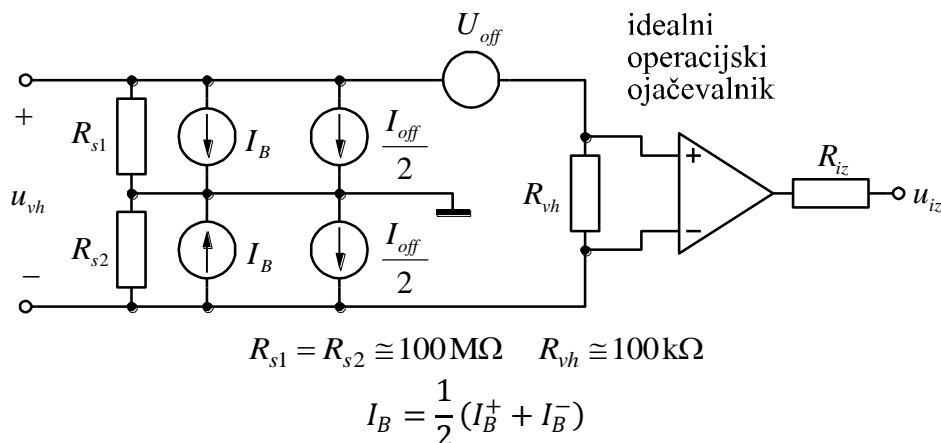 U_off
idealni
operacijski
ojačevalnik
+
R_s1
I_B
I_off/2
+
R_iz
u_vh
R_vh
u_iz
−
R_s2
I_B
I_off/2
−
R_s1 = R_s2 ≅ 100 MΩ R_vh ≅ 100 kΩ
I_B = 1/2 (I_B^+ + I_B^-)